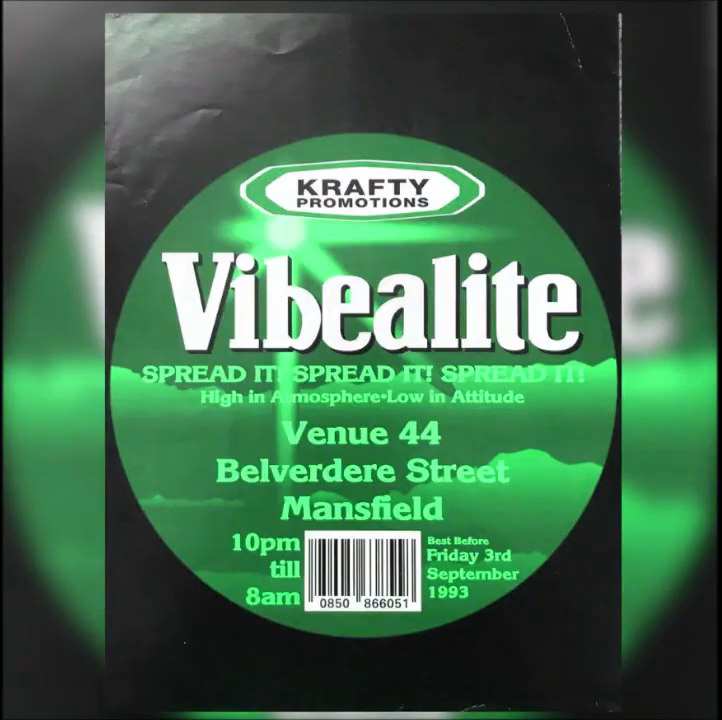 KRAFTY
PROMOTIONS
Vibealite
SPREAD IT! SPREAD IT! SPREAD IT!
High in Atmosphere•Low in Attitude
Venue 44
Belverdere Street
Mansfield
10pm
till
8am
0850 866051
Best Before
Friday 3rd
September
1993